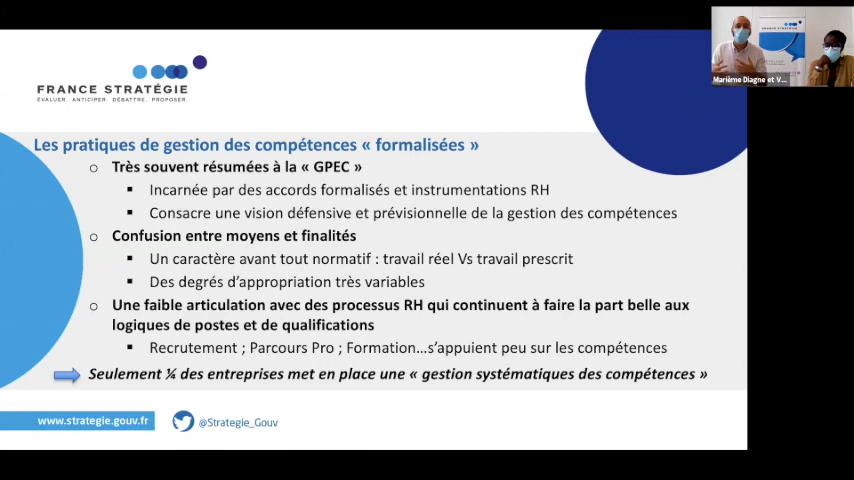 FRANCE STRATÉGIE
ÉVALUER. ANTICIPER. DÉBATTRE. PROPOSER.
FRANCE STRATÉGIE
Marième Diagne et V...
Les pratiques de gestion des compétences « formalisées »
o Très souvent résumées à la « GPEC »
▪ Incarnée par des accords formalisés et instrumentations RH
▪ Consacre une vision défensive et prévisionnelle de la gestion des compétences
o Confusion entre moyens et finalités
▪ Un caractère avant tout normatif : travail réel Vs travail prescrit
▪ Des degrés d’appropriation très variables
o Une faible articulation avec des processus RH qui continuent à faire la part belle aux
logiques de postes et de qualifications
▪ Recrutement ; Parcours Pro ; Formation…s’appuient peu sur les compétences
Seulement ¼ des entreprises met en place une « gestion systématiques des compétences »
www.strategie.gouv.fr
@Strategie_Gouv